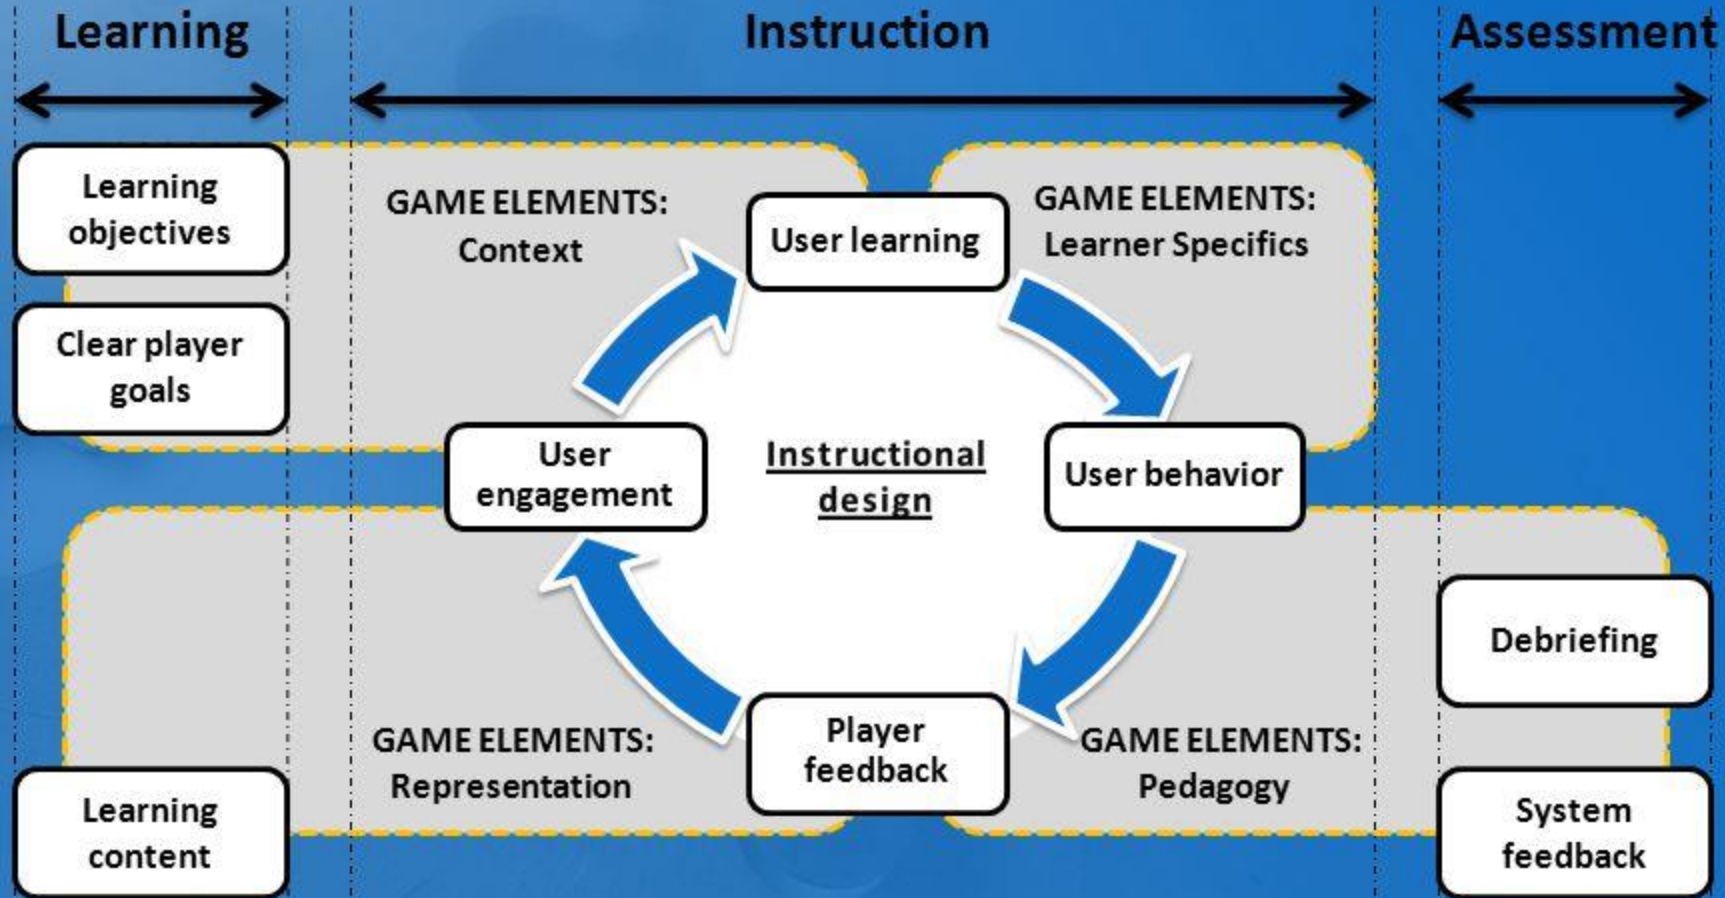 Learning
Instruction
Assessment
Learning
objectives
GAME ELEMENTS:
Context
User learning
GAME ELEMENTS:
Learner Specifics
Clear player
goals
User
engagement
Instructional
design
User behavior
Debriefing
GAME ELEMENTS:
Representation
Player
feedback
GAME ELEMENTS:
Pedagogy
Learning
content
System
feedback